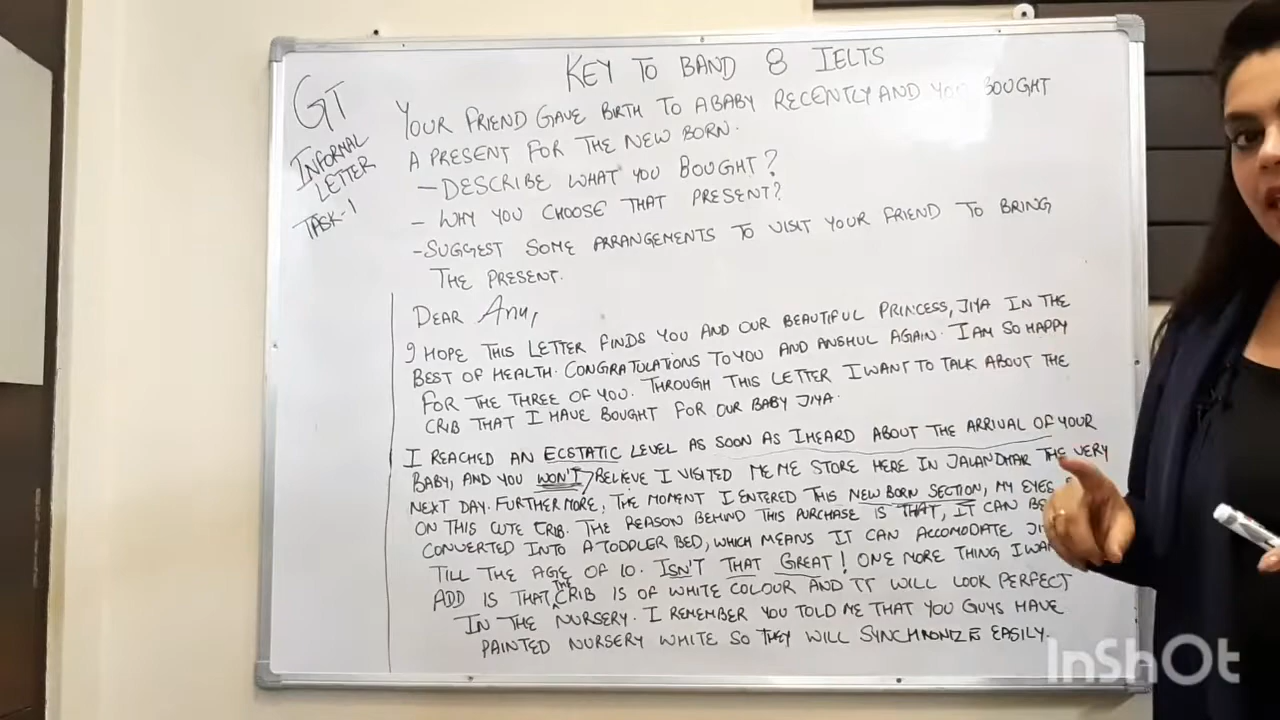 KEY TO BAND 8 IELTS
GT
INFORMAL
LETTER
TASK-1
YOUR FRIEND GAVE BIRTH TO A BABY RECENTLY AND YOU BOUGHT
A PRESENT FOR THE NEW BORN.
- DESCRIBE WHAT YOU BOUGHT?
- WHY YOU CHOOSE THAT PRESENT?
- SUGGEST SOME ARRANGEMENTS TO VISIT YOUR FRIEND TO BRING
THE PRESENT.
DEAR Anu,
I HOPE THIS LETTER FINDS YOU AND OUR BEAUTIFUL PRINCESS, JIYA IN THE
BEST OF HEALTH. CONGRATULATIONS TO YOU AND ANSHUL AGAIN. I AM SO HAPPY
FOR THE THREE OF YOU. THROUGH THIS LETTER I WANT TO TALK ABOUT THE
CRIB THAT I HAVE BOUGHT FOR OUR BABY JIYA.
I REACHED AN ECSTATIC LEVEL AS SOON AS I HEARD ABOUT THE ARRIVAL OF YOUR
BABY, AND YOU WON'T BELIEVE I VISITED ME ME STORE HERE IN JALANDHAR THE VERY
NEXT DAY. FURTHERMORE, THE MOMENT I ENTERED THIS NEW BORN SECTION, MY EYES
ON THIS CUTE CRIB. THE REASON BEHIND THIS PURCHASE IS THAT, IT CAN BE
CONVERTED INTO A TODDLER BED, WHICH MEANS IT CAN ACCOMODATE
TILL THE AGE OF 10. ISN'T THAT GREAT! ONE MORE THING I
ADD IS THAT THE CRIB IS OF WHITE COLOUR AND IT WILL LOOK PERFECT
IN THE NURSERY. I REMEMBER YOU TOLD ME THAT YOU GUYS HAVE
PAINTED NURSERY WHITE SO THEY WILL SYNCHRONIZE EASILY.
InShOt